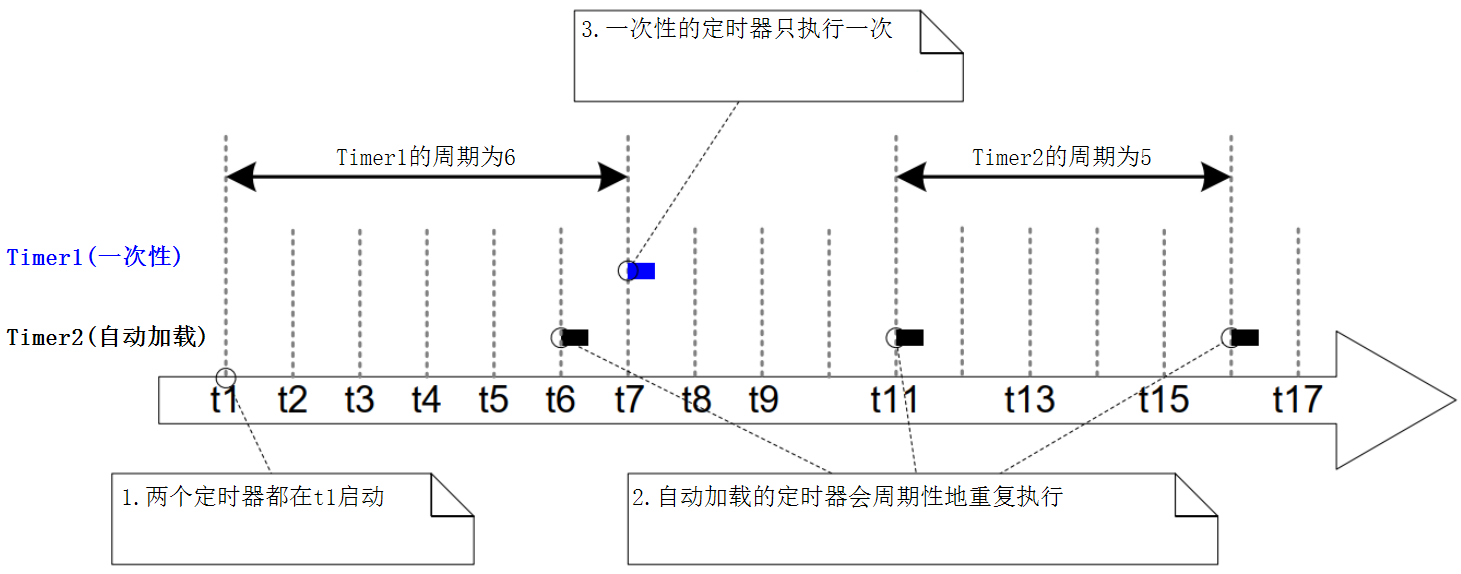 3.一次性的定时器只执行一次
Timer1的周期为6
Timer2的周期为5
Timer1(一次性)
Timer2(自动加载)
t1 t2 t3 t4 t5 t6 t7 t8 t9 t11 t13 t15 t17
1.两个定时器都在t1启动
2.自动加载的定时器会周期性地重复执行